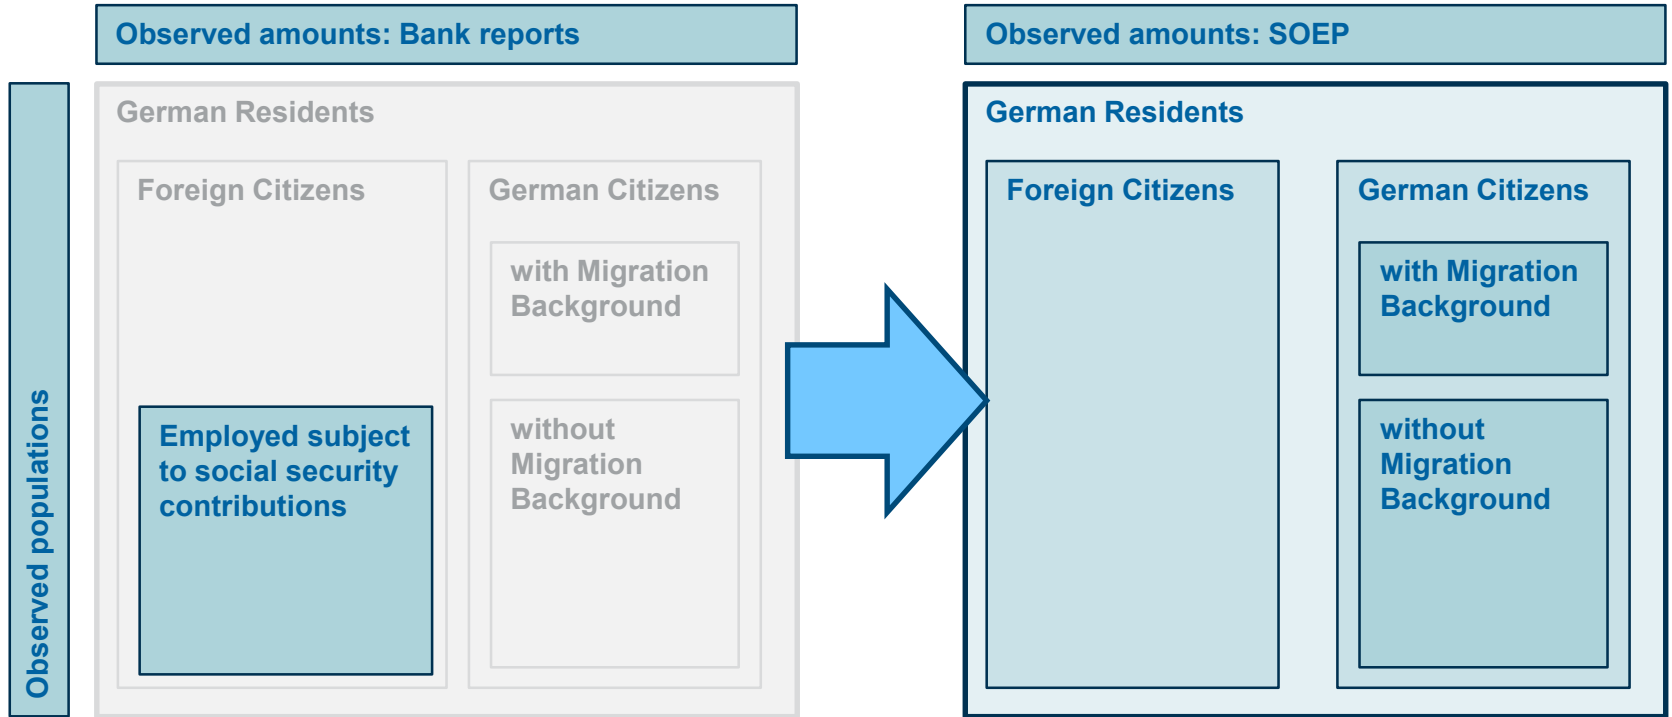 Observed amounts: Bank reports
Observed populations
German Residents
Foreign Citizens
Employed subject
to social security
contributions
German Citizens
with Migration
Background
without
Migration
Background
Observed amounts: SOEP
German Residents
Foreign Citizens
German Citizens
with Migration
Background
without
Migration
Background